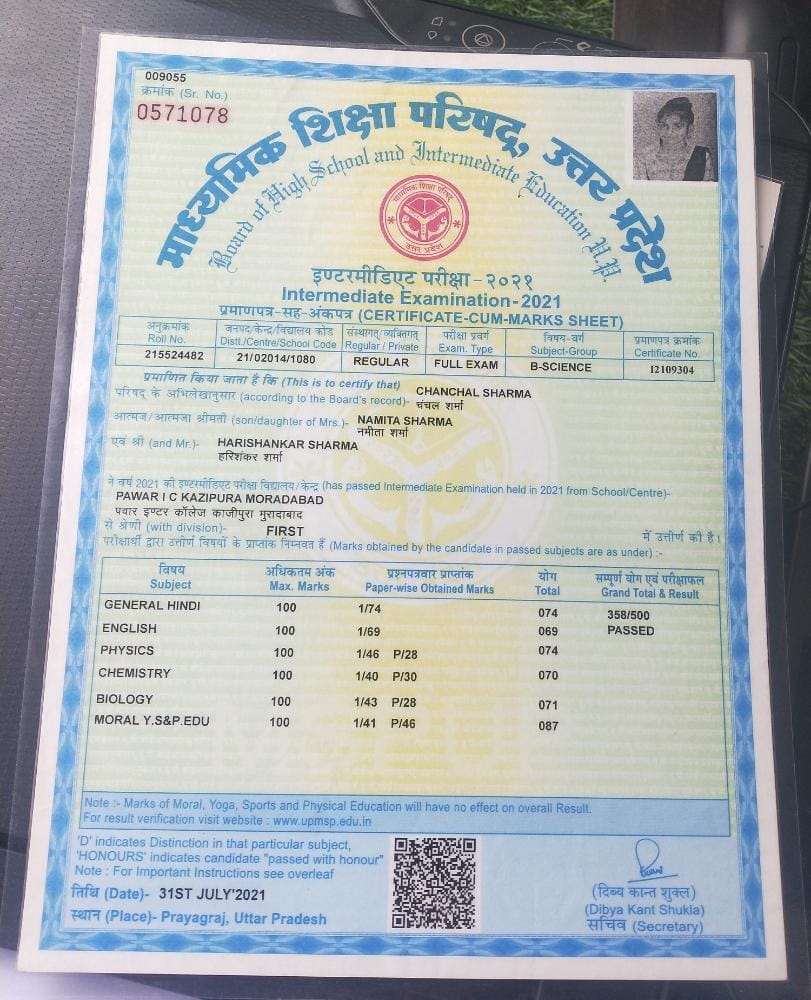 009055
क्रमांक (Sr. No.)
0571078
माध्यमिक शिक्षा परिषद्, उत्तर प्रदेश
Board of High School and Intermediate Education U.P.
माध्यमिक शिक्षा परिषद्
उत्तर प्रदेश
इण्टरमीडिएट परीक्षा-२०२१
Intermediate Examination-2021
प्रमाणपत्र-सह-अंकपत्र (CERTIFICATE-CUM-MARKS SHEET)
अनुक्रमांक जनपद/केन्द्र/विद्यालय कोड संस्थागत/व्यक्तिगत परीक्षा प्रवर्ग विषय-वर्ग प्रमाणपत्र क्रमांक
Roll No. Distt./Centre/School Code Regular / Private Exam. Type Subject-Group Certificate No.
215524482 21/02014/1080 REGULAR FULL EXAM B-SCIENCE 12109304
प्रमाणित किया जाता है कि (This is to certify that)
परिषद् के अभिलेखानुसार (according to the Board's record)- CHANCHAL SHARMA
चंचल शर्मा
आत्मज/आत्मजा श्रीमती (son/daughter of Mrs.)- NAMITA SHARMA
नमीता शर्मा
एवं श्री (and Mr.)- HARISHANKAR SHARMA
हरिशंकर शर्मा
ने वर्ष 2021 की इण्टरमीडिएट परीक्षा विद्यालय/केन्द्र (has passed Intermediate Examination held in 2021 from School/Centre)-
PAWAR I C KAZIPURA MORADABAD
पवार इण्टर कॉलेज काजीपुरा मुरादाबाद
से श्रेणी (with division)- FIRST में उत्तीर्ण की है।
परीक्षार्थी द्वारा उत्तीर्ण विषयों के प्राप्तांक निम्नवत हैं (Marks obtained by the candidate in passed subjects are as under) :-
विषय अधिकतम अंक प्रश्नपत्रवार प्राप्तांक योग सम्पूर्ण योग एवं परीक्षाफल
Subject Max. Marks Paper-wise Obtained Marks Total Grand Total & Result
GENERAL HINDI 100 1/74 074 358/500
ENGLISH 100 1/69 069 PASSED
PHYSICS 100 1/46 P/28 074
CHEMISTRY 100 1/40 P/30 070
BIOLOGY 100 1/43 P/28 071
MORAL Y.S&P.EDU 100 1/41 P/46 087
Note :- Marks of Moral, Yoga, Sports and Physical Education will have no effect on overall Result.
For result verification visit website : www.upmsp.edu.in
'D' indicates Distinction in that particular subject,
'HONOURS' indicates candidate "passed with honour"
Note : For Important Instructions see overleaf
तिथि (Date)- 31ST JULY'2021
स्थान (Place)- Prayagraj, Uttar Pradesh
(दिव्य कान्त शुक्ल)
(Dibya Kant Shukla)
सचिव (Secretary)